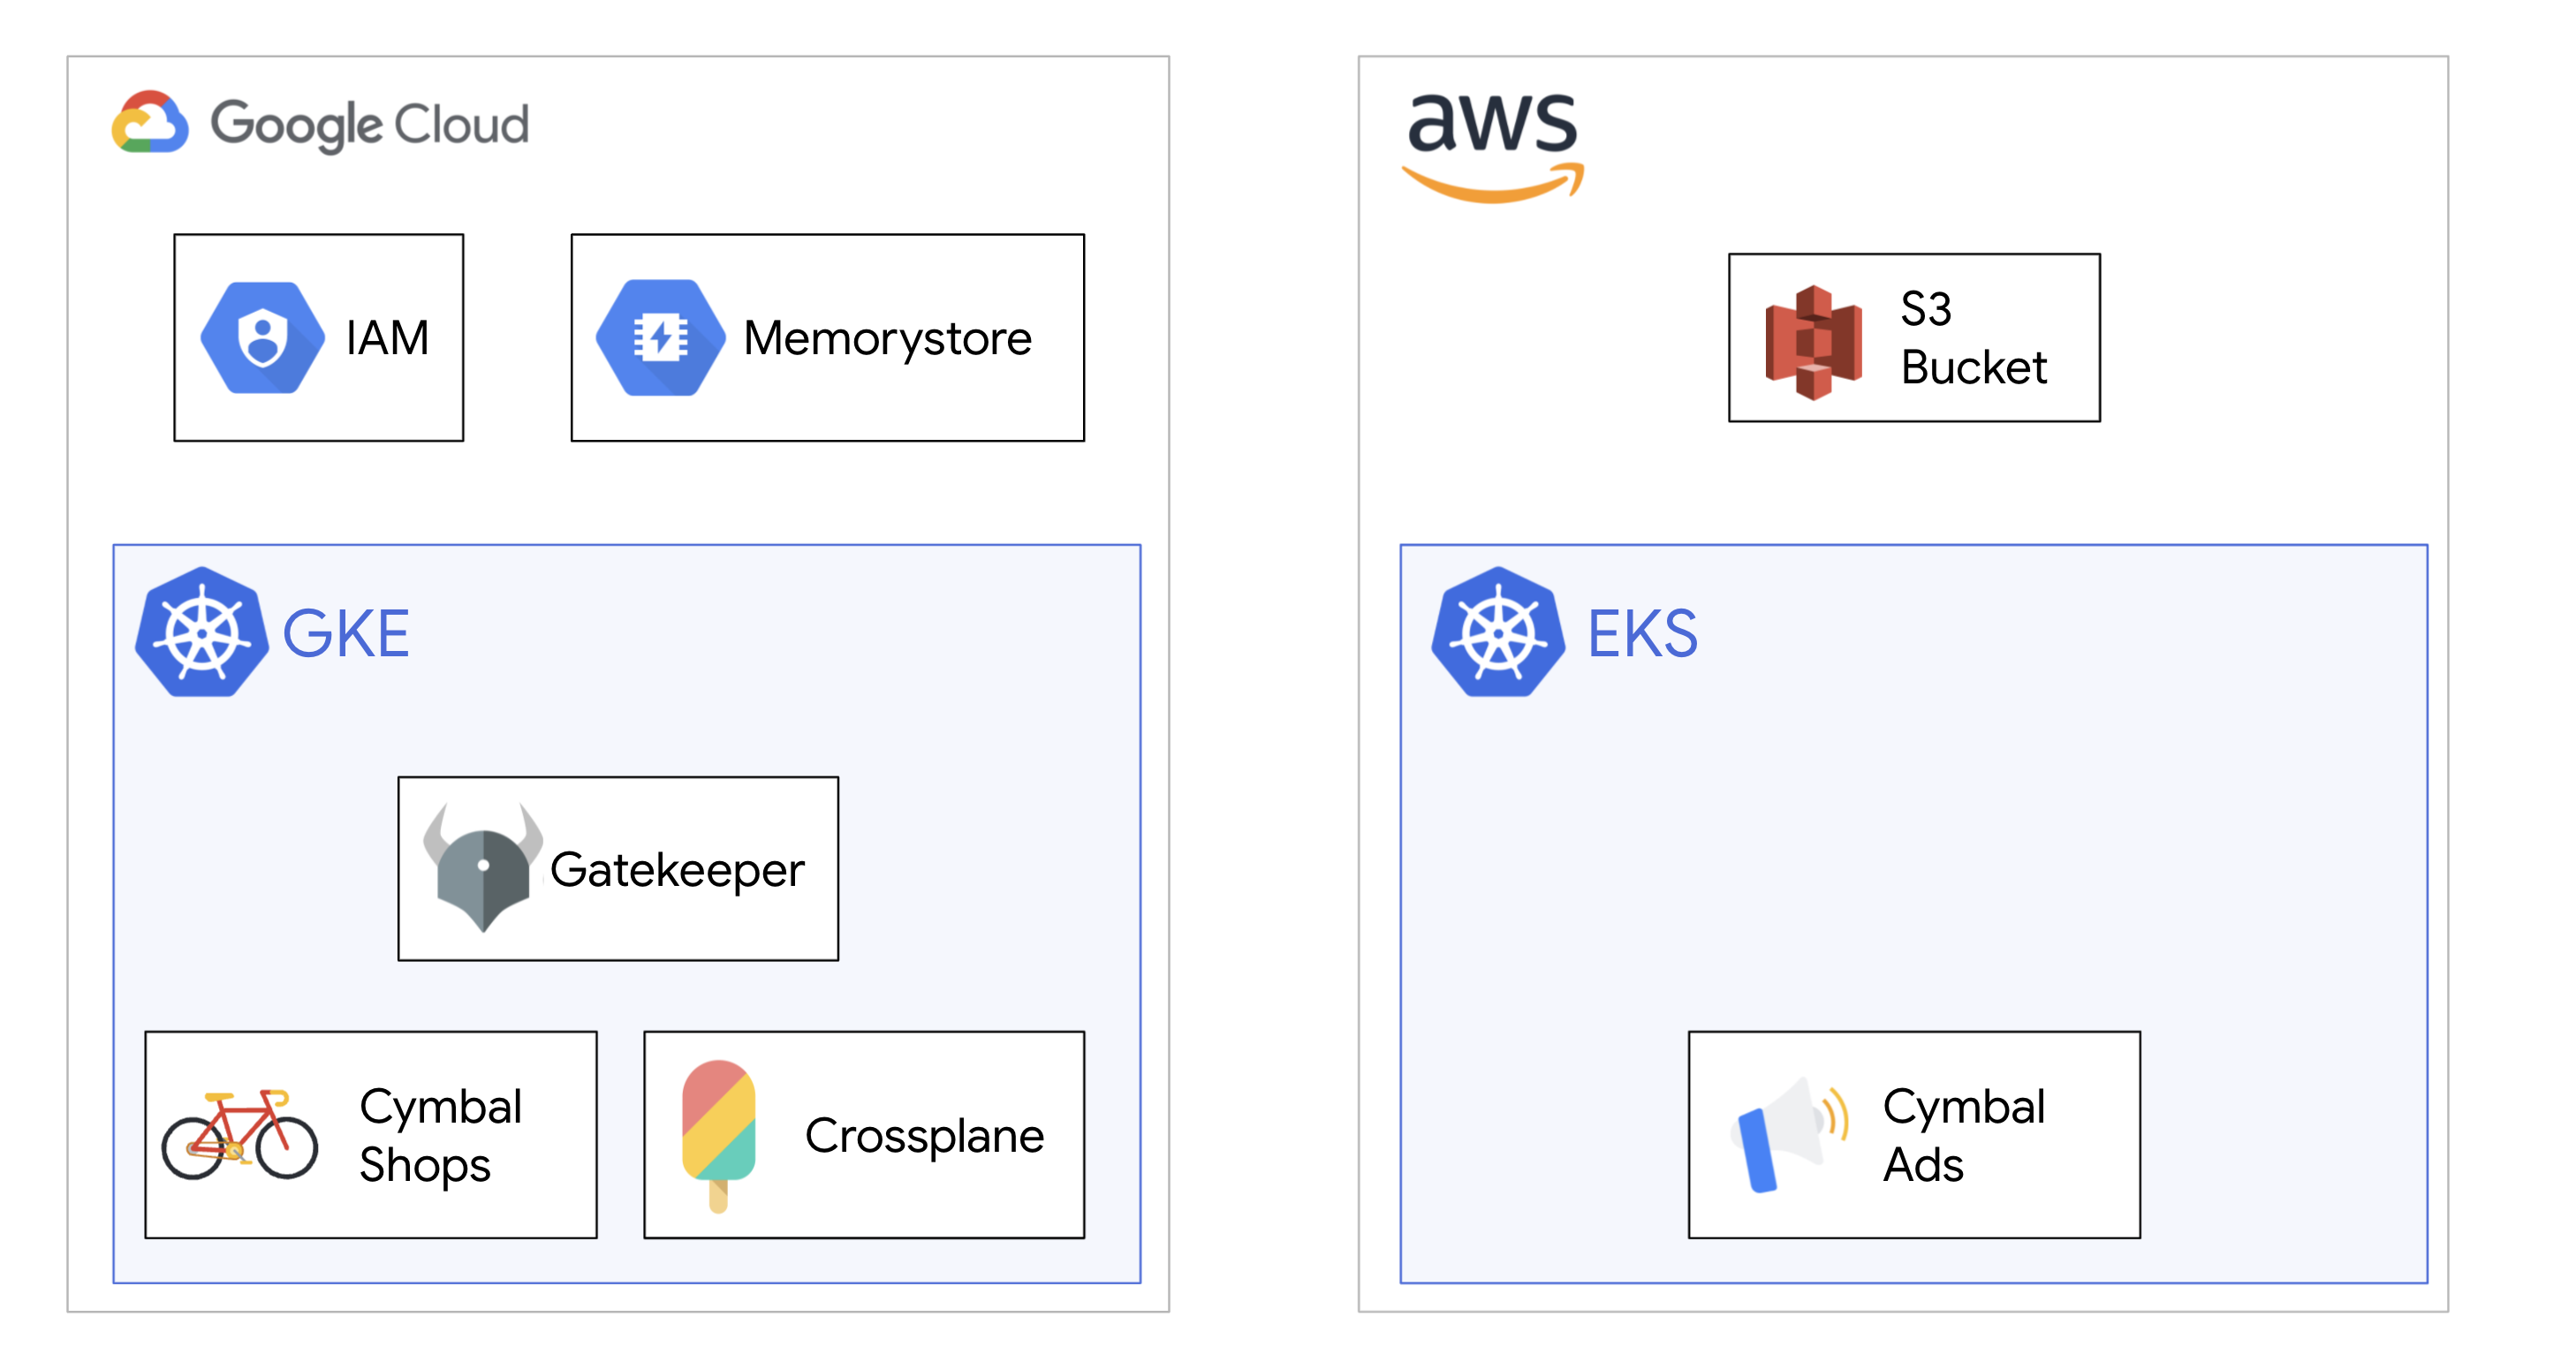 Google Cloud
IAM
Memorystore
GKE
Gatekeeper
Cymbal
Shops
Crossplane
aws
S3
Bucket
EKS
Cymbal
Ads